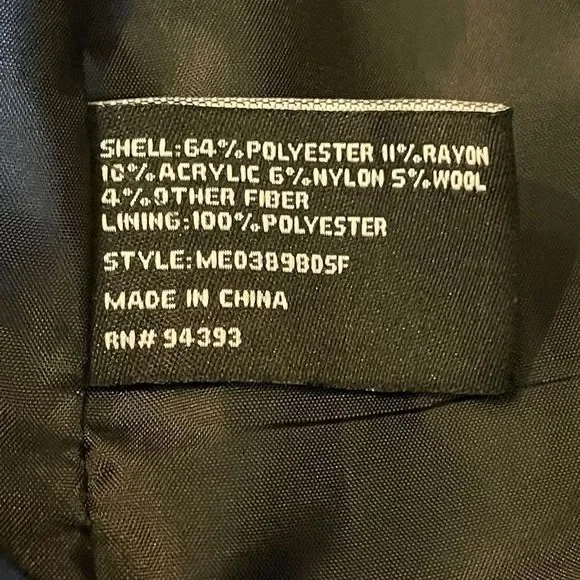 SHELL:64%POLYESTER 11%RAYON
10%ACRYLIC 6%NYLON 5%WOOL
4%OTHER FIBER
LINING:100%POLYESTER
STYLE:ME038980SF
MADE IN CHINA
RN# 94393